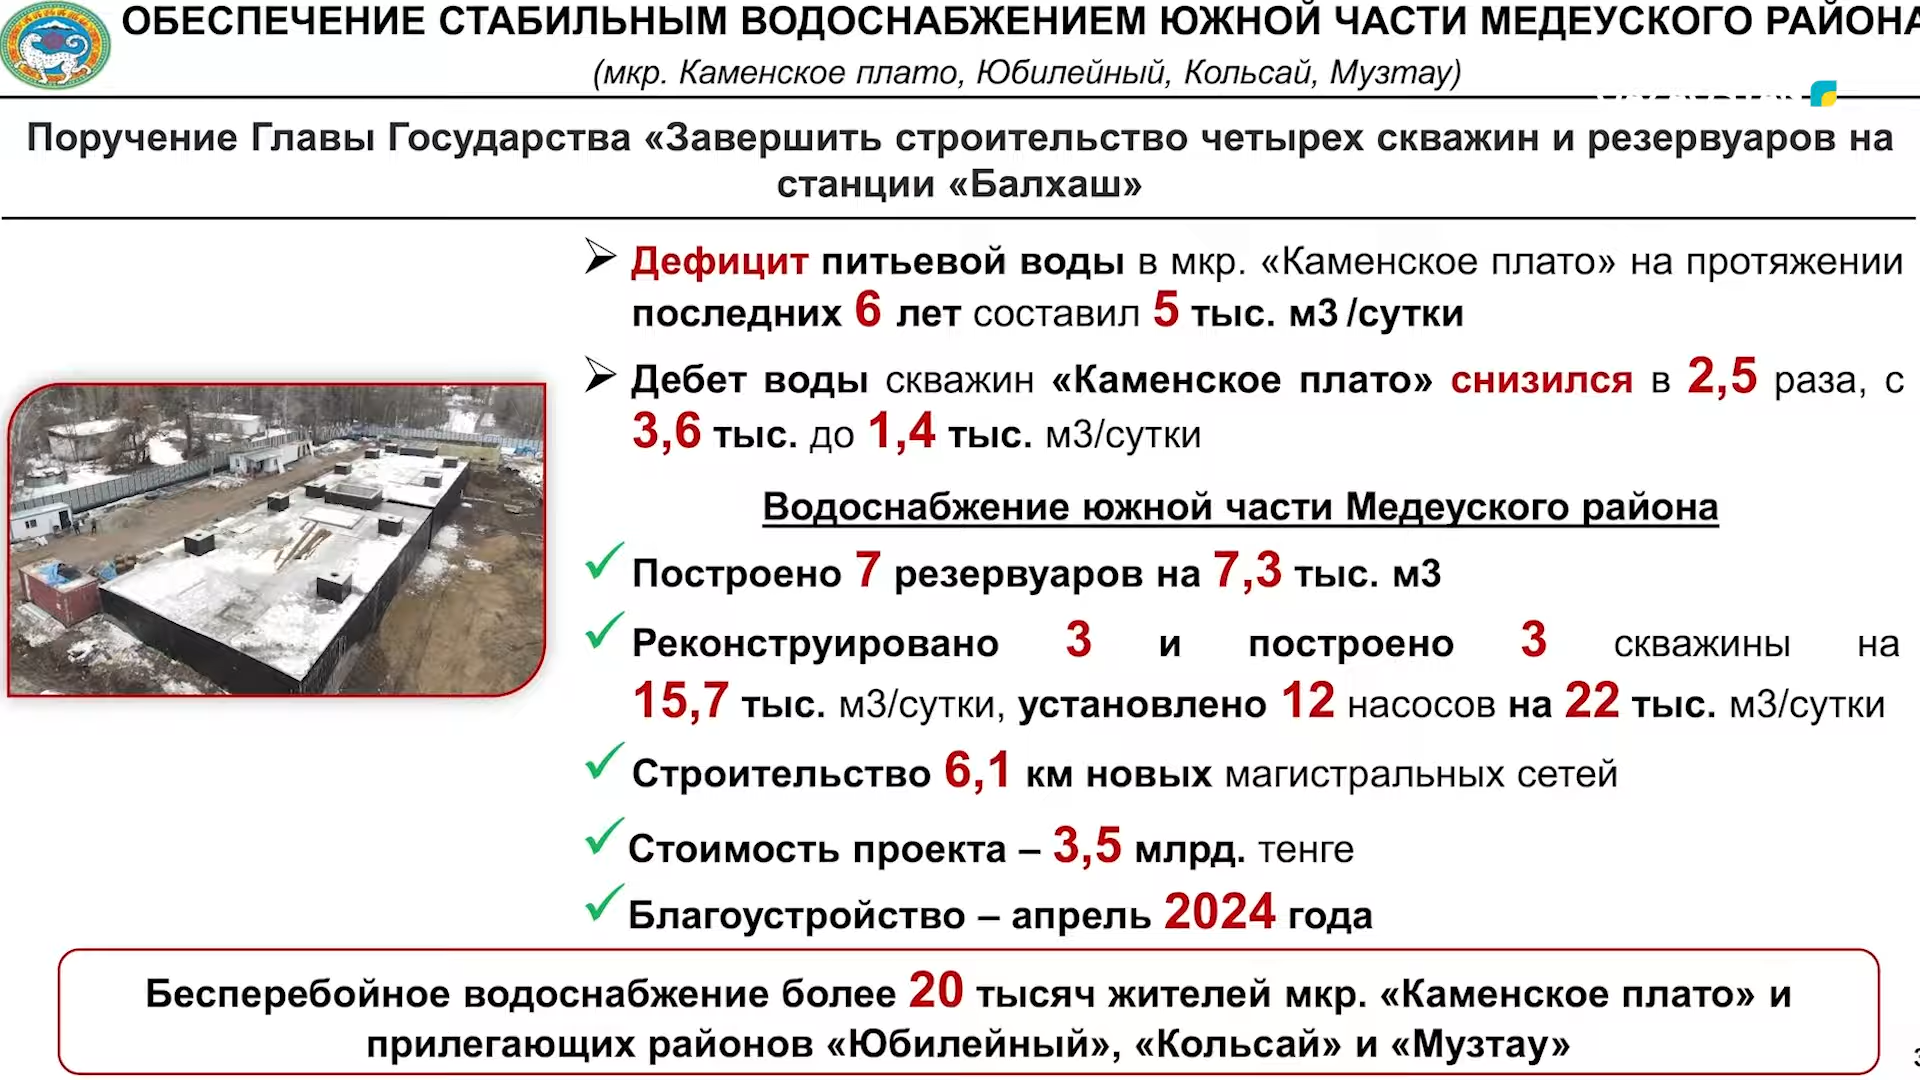 ОБЕСПЕЧЕНИЕ СТАБИЛЬНЫМ ВОДОСНАБЖЕНИЕМ ЮЖНОЙ ЧАСТИ МЕДЕУСКОГО РАЙОНА
(мкр. Каменское плато, Юбилейный, Кольсай, Музтау)
Поручение Главы Государства «Завершить строительство четырех скважин и резервуаров на
станции «Балхаш»
Дефицит питьевой воды в мкр. «Каменское плато» на протяжении
последних 6 лет составил 5 тыс. м3 /сутки
Дебет воды скважин «Каменское плато» снизился в 2,5 раза, с
3,6 тыс. до 1,4 тыс. м3/сутки
Водоснабжение южной части Медеуского района
Построено 7 резервуаров на 7,3 тыс. м3
Реконструировано 3 и построено 3 скважины на
15,7 тыс. м3/сутки, установлено 12 насосов на 22 тыс. м3/сутки
Строительство 6,1 км новых магистральных сетей
Стоимость проекта – 3,5 млрд. тенге
Благоустройство – апрель 2024 года
Бесперебойное водоснабжение более 20 тысяч жителей мкр. «Каменское плато» и
прилегающих районов «Юбилейный», «Кольсай» и «Музтау»